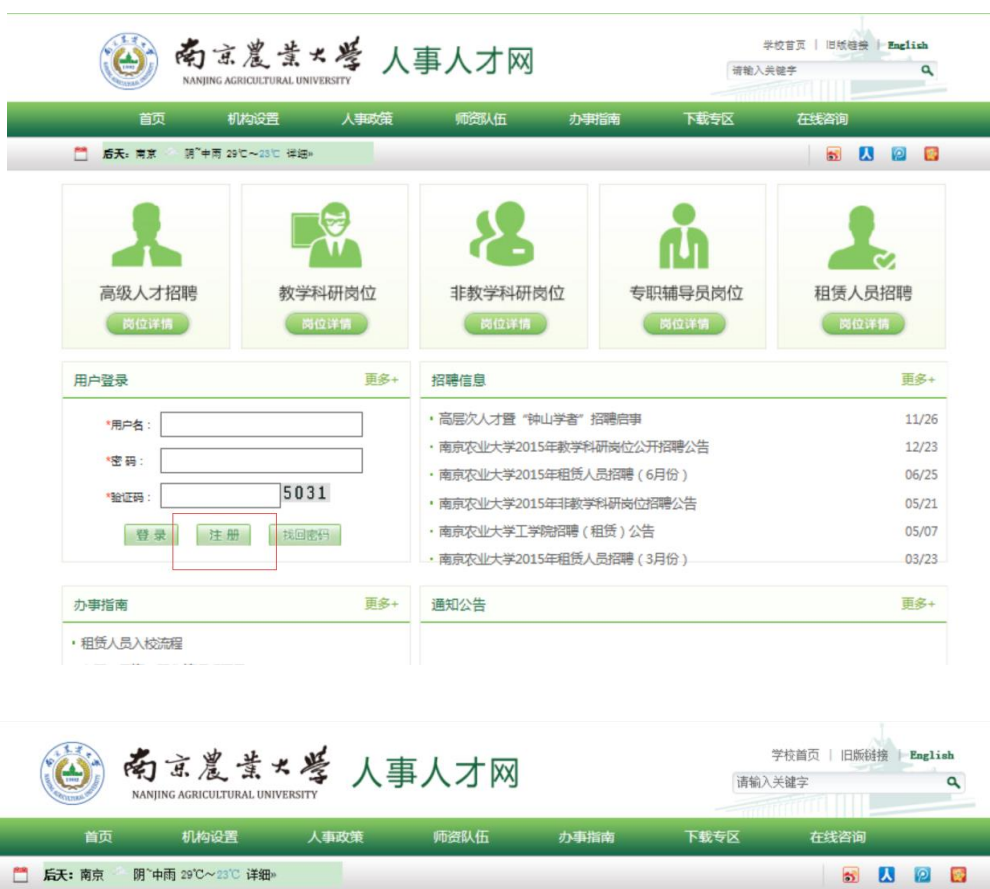 南京農業大學 人事人才网
NANJING AGRICULTURAL UNIVERSITY
学校首页 | 旧版链接 | English
请输入关键字
首页 机构设置 人事政策 师资队伍 办事指南 下载专区 在线咨询
后天: 南京 阴~中雨 29℃~23℃ 详细»
高级人才招聘 教学科研岗位 非教学科研岗位 专职辅导员岗位 租赁人员招聘
岗位详情 岗位详情 岗位详情 岗位详情 岗位详情
用户登录 更多+
*用户名:
*密 码:
*验证码: 5031
登 录 注 册 找回密码
招聘信息 更多+
高层次人才暨“钟山学者”招聘启事 11/26
南京农业大学2015年教学科研岗位公开招聘公告 12/23
南京农业大学2015年租赁人员招聘(6月份) 06/25
南京农业大学2015年非教学科研岗位招聘公告 05/21
南京农业大学工学院招聘(租赁)公告 05/07
南京农业大学2015年租赁人员招聘(3月份) 03/23
办事指南 更多+
租赁人员入校流程
通知公告 更多+
南京農業大學 人事人才网
NANJING AGRICULTURAL UNIVERSITY
学校首页 | 旧版链接 | English
请输入关键字
首页 机构设置 人事政策 师资队伍 办事指南 下载专区 在线咨询
后天: 南京 阴~中雨 29℃~23℃ 详细»